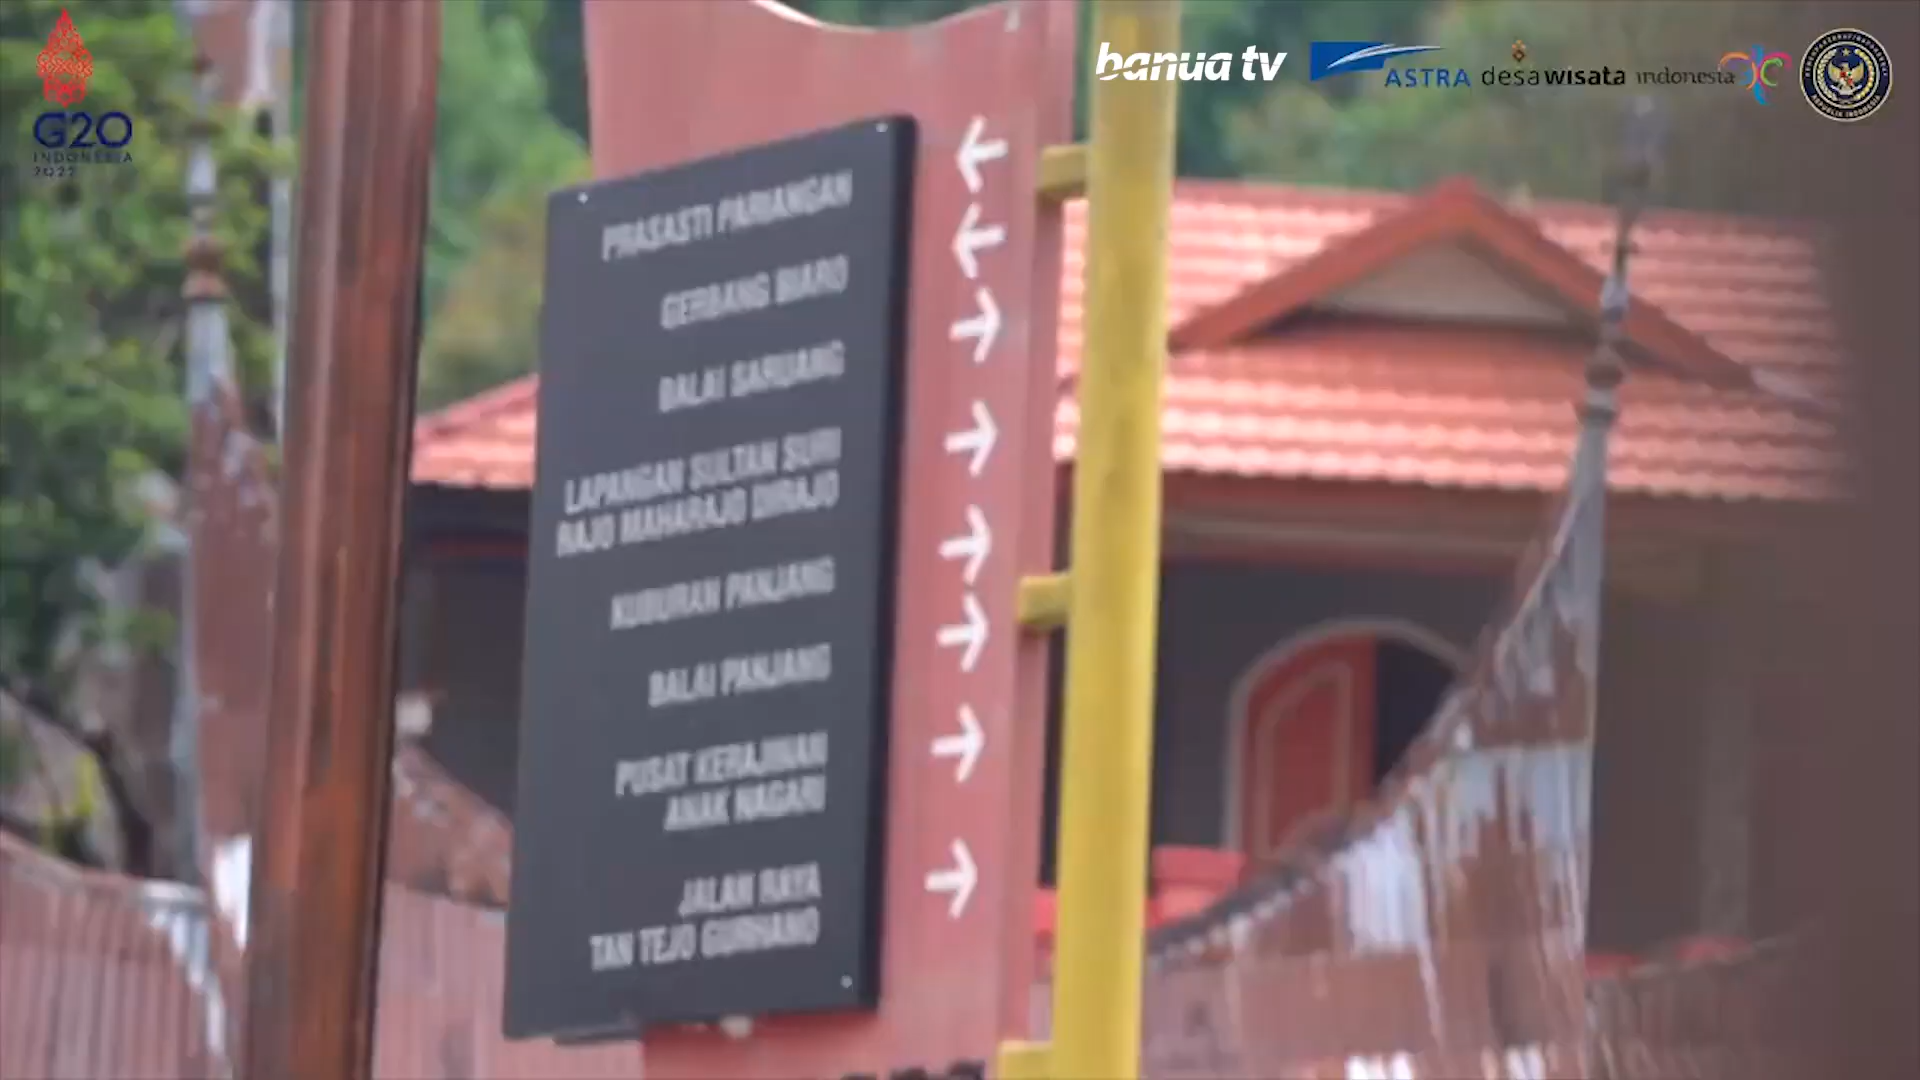 G20
INDONESIA
2022
banua tv
ASTRA
desa wisata
indonesia
PRASASTI PARIANGAN
GERBANG BIARO
BALAI SARUANG
LAPANGAN SULTAN SURI
RAJO MAHARAJO DIRAJO
KUBURAN PANJANG
BALAI PANJANG
PUSAT KERAJINAN
ANAK NAGARI
JALAN RAYA
TAN TEJO GURHANO